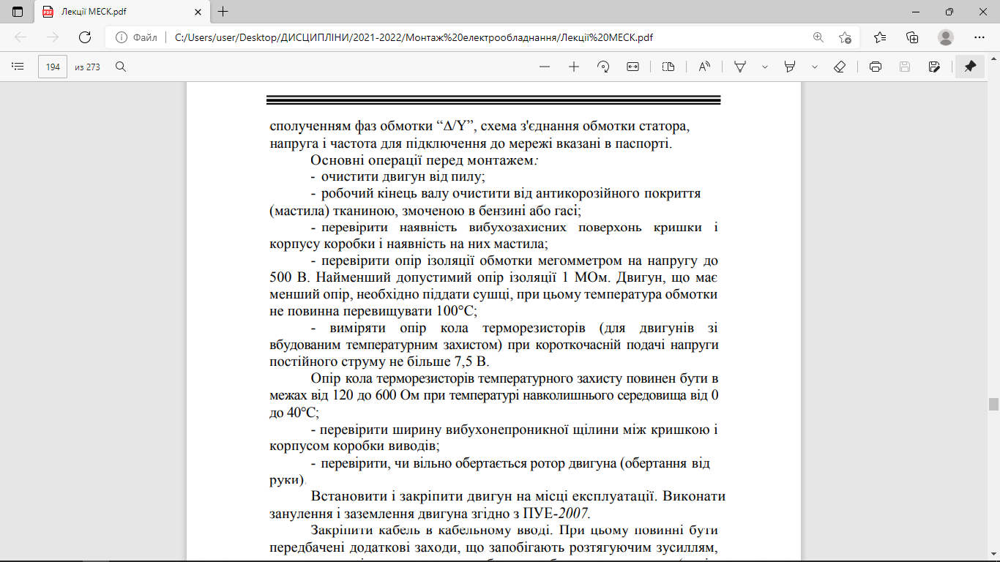 Лекції МЕСК.pdf
Файл
C:/Users/user/Desktop/ДИСЦИПЛІНИ/2021-2022/Монтаж%20електрообладнання/Лекції%20МЕСК.pdf
194 из 273
сполученням фаз обмотки “Δ/Y”, схема з'єднання обмотки статора,
напруга і частота для підключення до мережі вказані в паспорті.
Основні операції перед монтажем:
- очистити двигун від пилу;
- робочий кінець валу очистити від антикорозійного покриття
(мастила) тканиною, змоченою в бензині або гасі;
- перевірити наявність вибухозахисних поверхонь кришки і
корпусу коробки і наявність на них мастила;
- перевірити опір ізоляції обмотки мегомметром на напругу до
500 В. Найменший допустимий опір ізоляції 1 МОм. Двигун, що має
менший опір, необхідно піддати сушці, при цьому температура обмотки
не повинна перевищувати 100°С;
- виміряти опір кола терморезисторів (для двигунів зі
вбудованим температурним захистом) при короткочасній подачі напруги
постійного струму не більше 7,5 В.
Опір кола терморезисторів температурного захисту повинен бути в
межах від 120 до 600 Ом при температурі навколишнього середовища від 0
до 40°С;
- перевірити ширину вибухонепроникної щілини між кришкою і
корпусом коробки виводів;
- перевірити, чи вільно обертається ротор двигуна (обертання від
руки).
Встановити і закріпити двигун на місці експлуатації. Виконати
занулення і заземлення двигуна згідно з ПУЕ-2007.
Закріпити кабель в кабельному вводі. При цьому повинні бути
передбачені додаткові заходи, що запобігають розтягуючим зусиллям,